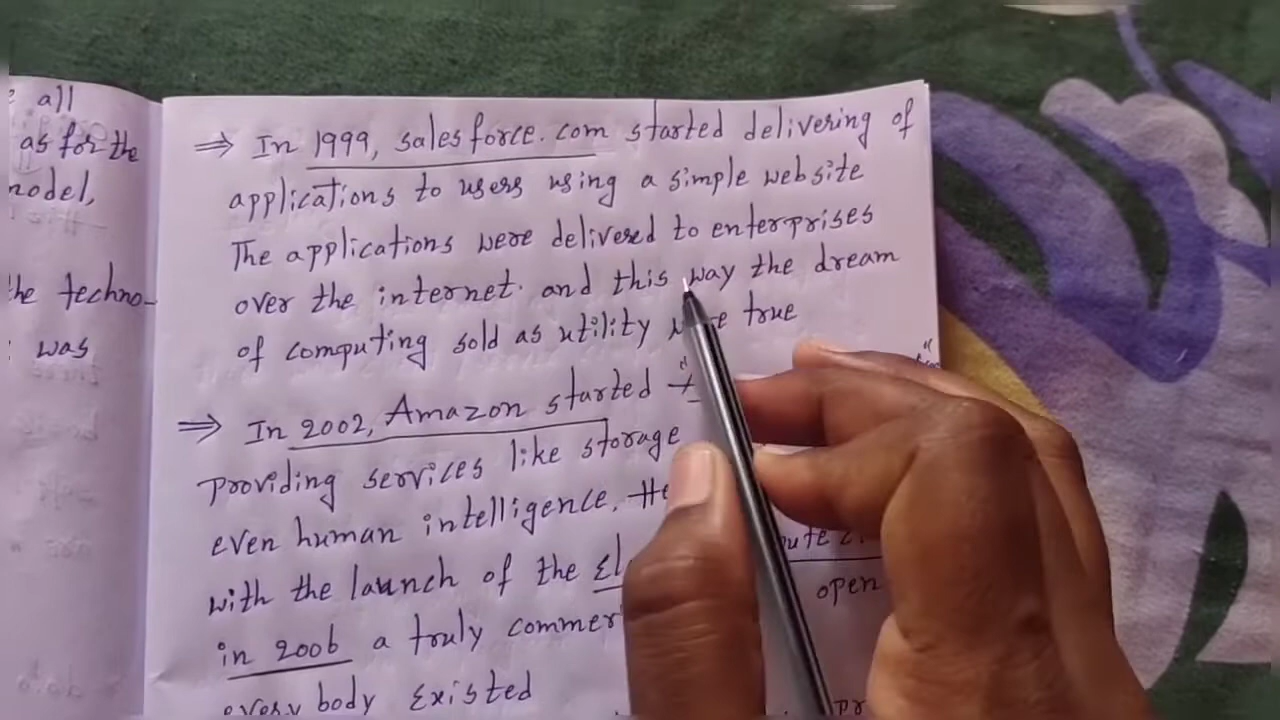 all
as for the
model,
the techno-
was
⇒ In 1999, salesforce.com started delivering of
applications to users using a simple website
The applications were delivered to enterprises
over the internet. and this way the dream
of computing sold as utility true
⇒ In 2002, Amazon started
providing services like storage
even human intelligence.
with the launch of the
in 2006 a truly
open
every body Existed